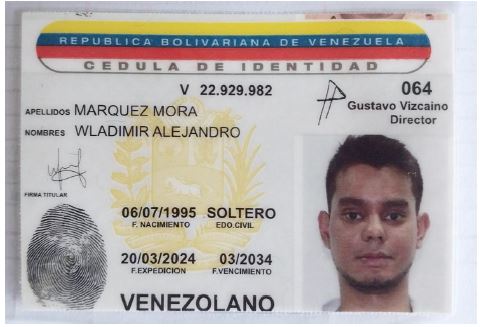 REPUBLICA BOLIVARIANA DE VENEZUELA
CEDULA DE IDENTIDAD
V 22.929.982
064
Gustavo Vizcaino
Director
APELLIDOS MARQUEZ MORA
NOMBRES WLADIMIR ALEJANDRO
FIRMA TITULAR
06/07/1995 SOLTERO
F. NACIMIENTO EDO.CIVIL
20/03/2024 03/2034
F.EXPEDICION F.VENCIMIENTO
VENEZOLANO